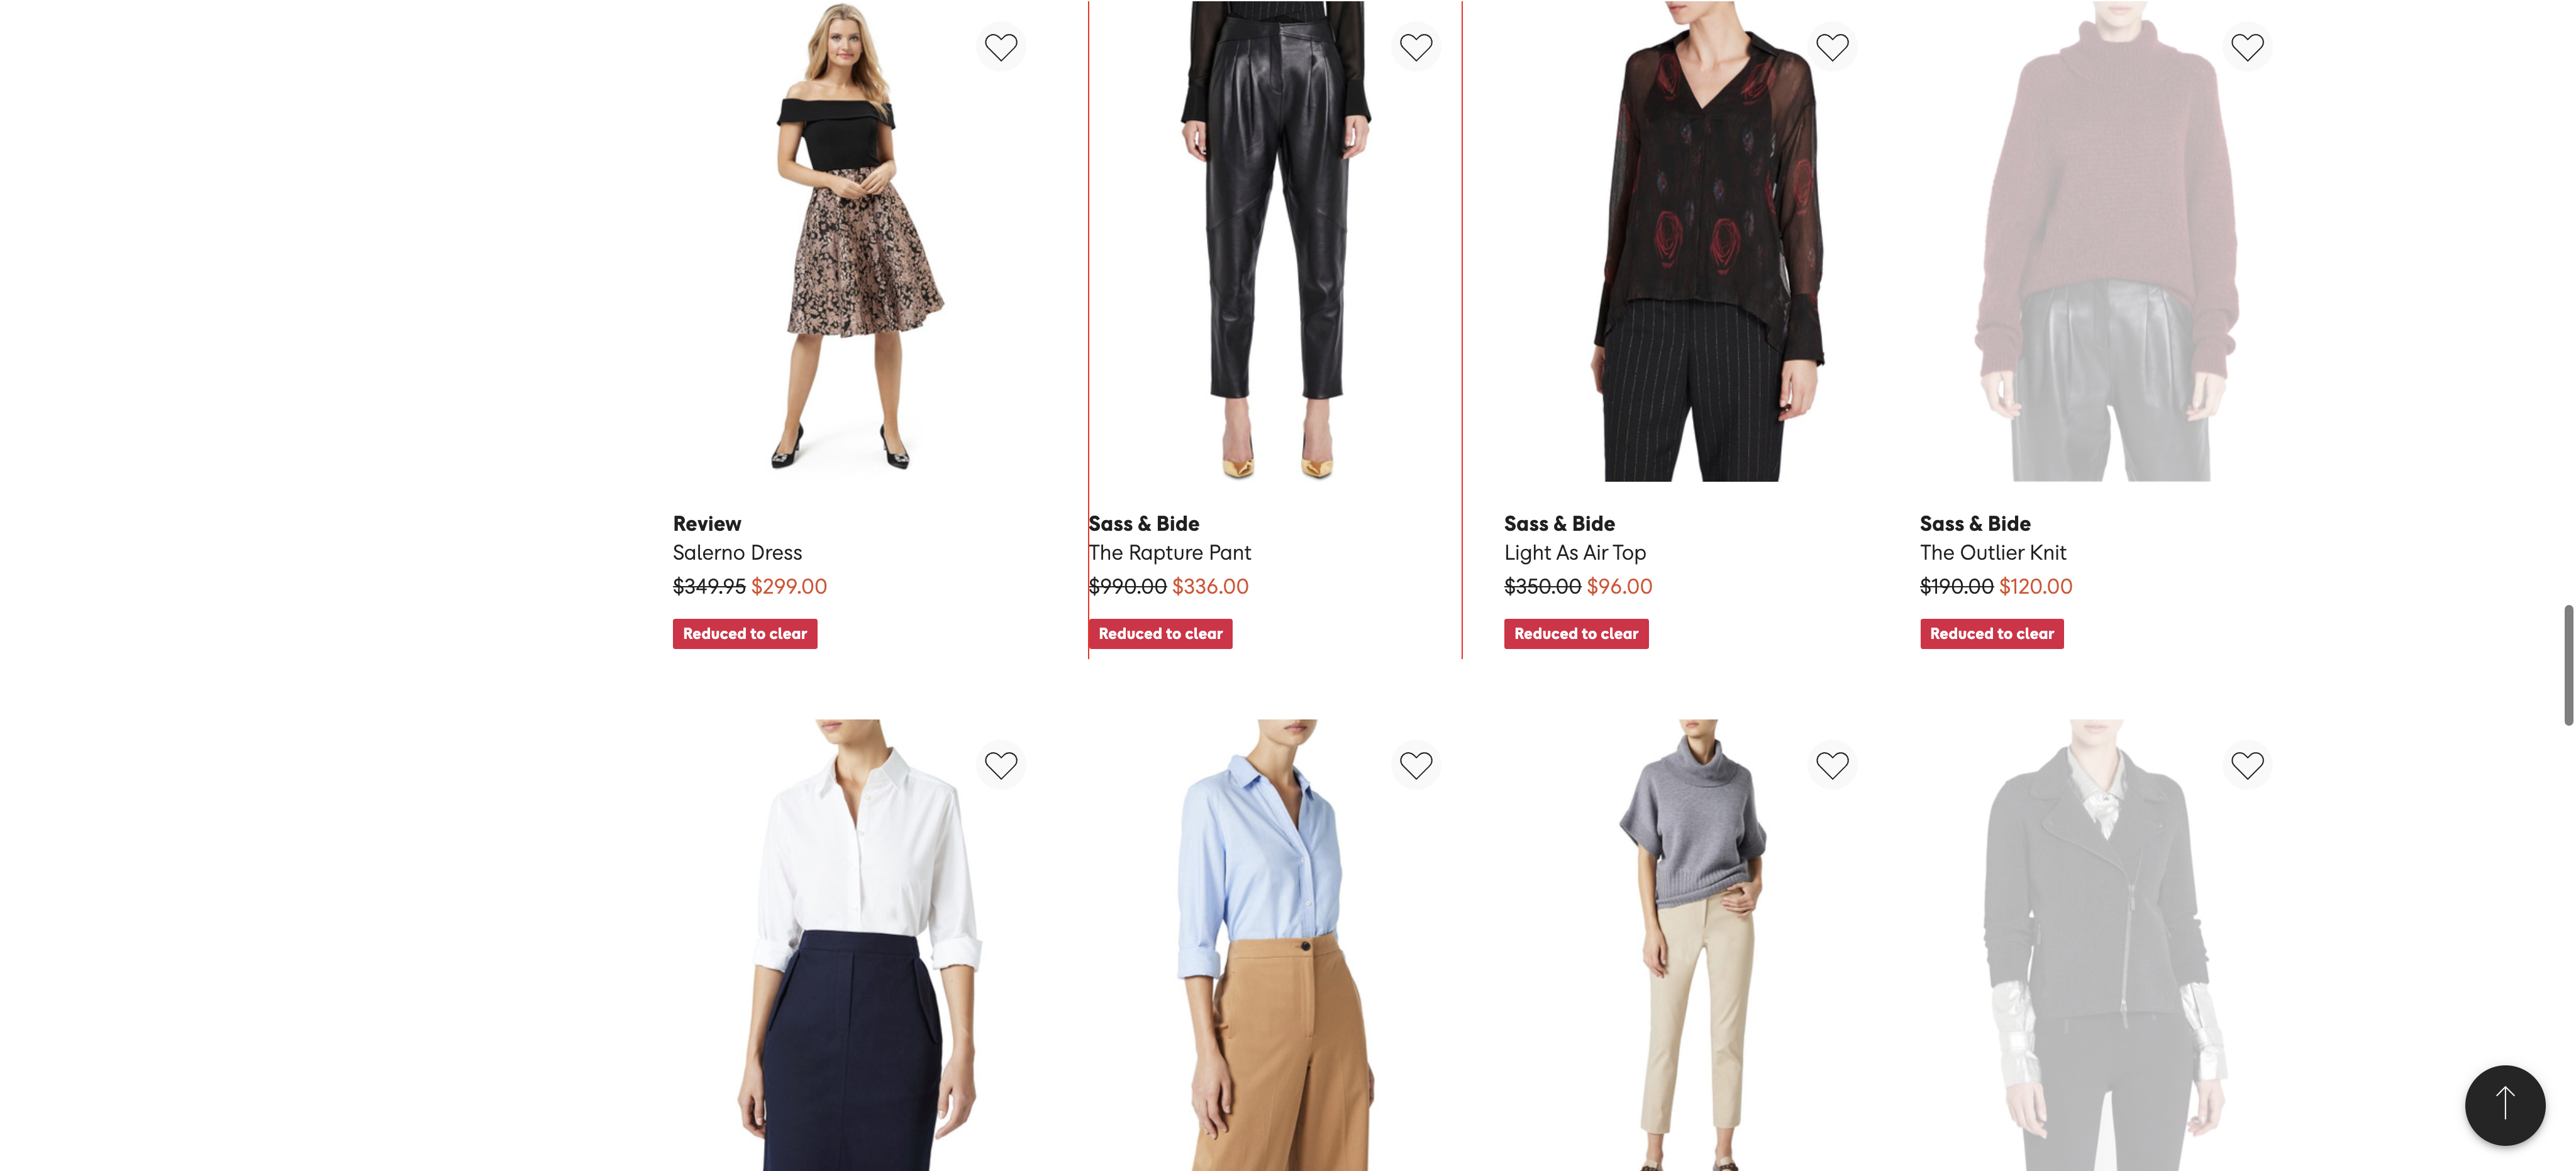 Review
Salerno Dress
$349.95 $299.00
Reduced to clear
Sass & Bide
The Rapture Pant
$990.00 $336.00
Reduced to clear
Sass & Bide
Light As Air Top
$350.00 $96.00
Reduced to clear
Sass & Bide
The Outlier Knit
$190.00 $120.00
Reduced to clear